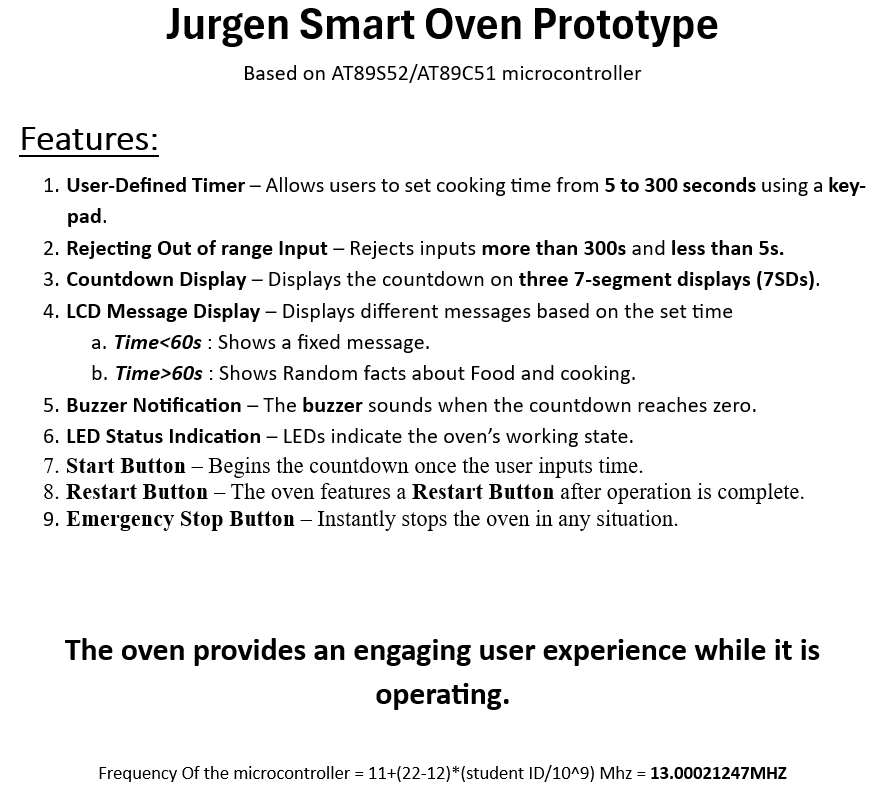 Jurgen Smart Oven Prototype
Based on AT89S52/AT89C51 microcontroller
Features:
1. User-Defined Timer – Allows users to set cooking time from 5 to 300 seconds using a key-
pad.
2. Rejecting Out of range Input – Rejects inputs more than 300s and less than 5s.
3. Countdown Display – Displays the countdown on three 7-segment displays (7SDs).
4. LCD Message Display – Displays different messages based on the set time
a. Time<60s : Shows a fixed message.
b. Time>60s : Shows Random facts about Food and cooking.
5. Buzzer Notification – The buzzer sounds when the countdown reaches zero.
6. LED Status Indication – LEDs indicate the oven’s working state.
7. Start Button – Begins the countdown once the user inputs time.
8. Restart Button – The oven features a Restart Button after operation is complete.
9. Emergency Stop Button – Instantly stops the oven in any situation.
The oven provides an engaging user experience while it is
operating.
Frequency Of the microcontroller = 11+(22-12)*(student ID/10^9) Mhz = 13.00021247MHZ